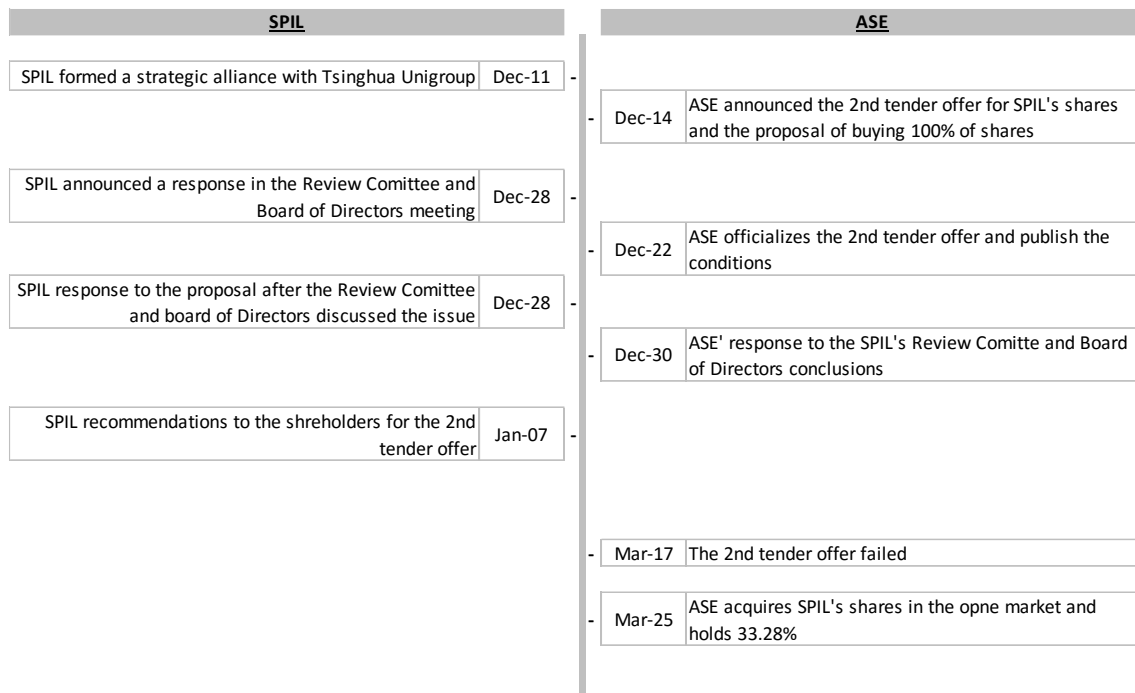 SPIL
ASE
SPIL formed a strategic alliance with Tsinghua Unigroup Dec-11 -
- Dec-14 ASE announced the 2nd tender offer for SPIL's shares
and the proposal of buying 100% of shares
SPIL announced a response in the Review Comittee and
Board of Directors meeting
Dec-28 -
- Dec-22 ASE officializes the 2nd tender offer and publish the
conditions
SPIL response to the proposal after the Review Comittee
and board of Directors discussed the issue
Dec-28 -
- Dec-30 ASE' response to the SPIL's Review Comitte and Board
of Directors conclusions
SPIL recommendations to the shreholders for the 2nd
tender offer
Jan-07 -
- Mar-17 The 2nd tender offer failed
- Mar-25 ASE acquires SPIL's shares in the opne market and
holds 33.28%